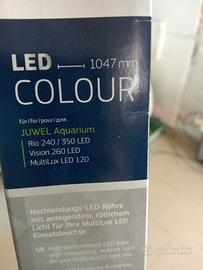 LED 1047 mm
COLOUR
für/for/pour/для
JUWEL Aquarium
Rio 240 / 350 LED
Vision 260 LED
MultiLux LED 120
Hochleistungs-LED-Röhre
mit anregendem, rötlichem
Licht für Ihre MultiLux LED
Einsatzleuchte.
GB High performance LED tube
with stimulating, reddish light
for your MultiLux LED light unit.